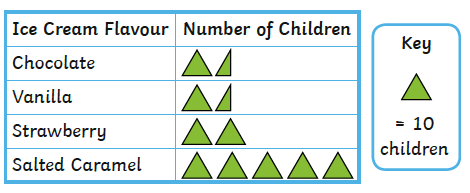 Ice Cream Flavour Number of Children
Chocolate
Vanilla
Strawberry
Salted Caramel
Key
= 10
children